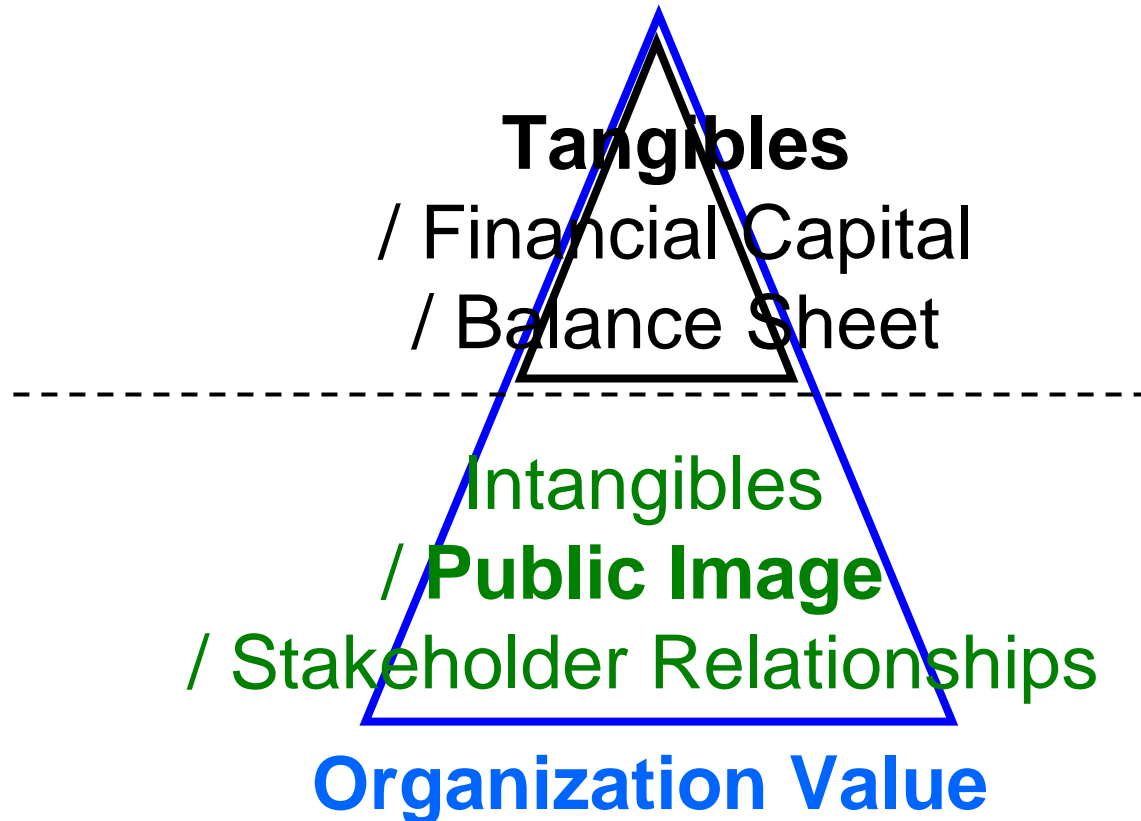 Tangibles
/ Financial Capital
/ Balance Sheet
Intangibles
/ Public Image
/ Stakeholder Relationships
Organization Value